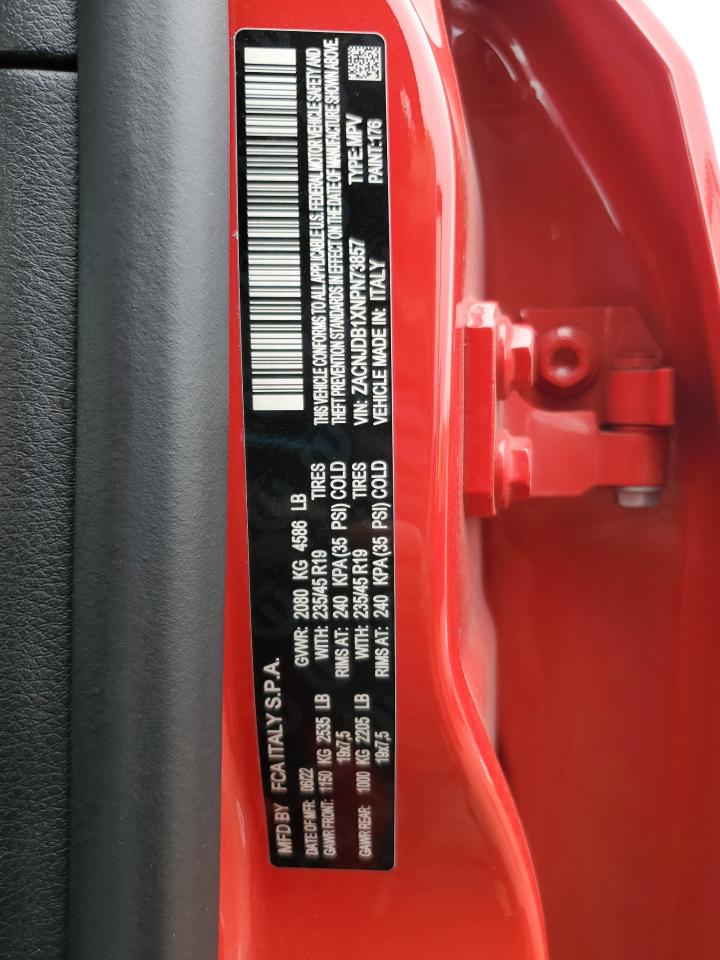 MFD BY FCA ITALY S.P.A.
DATE OF MFR: 06/22 GVWR: 2080 KG 4586 LB
GAWR FRONT: 1150 KG 2535 LB WITH: 235/45 R19 TIRES
19x7,5 RIMS AT: 240 KPA(35 PSI) COLD
GAWR REAR: 1000 KG 2205 LB WITH: 235/45 R19 TIRES
19x7,5 RIMS AT: 240 KPA(35 PSI) COLD
THIS VEHICLE CONFORMS TO ALL APPLICABLE U.S. FEDERAL MOTOR VEHICLE SAFETY AND
THEFT PREVENTION STANDARDS IN EFFECT ON THE DATE OF MANUFACTURE SHOWN ABOVE.
VIN: ZACNJDB1XNPN73857 TYPE:MPV
VEHICLE MADE IN: ITALY PAINT:176